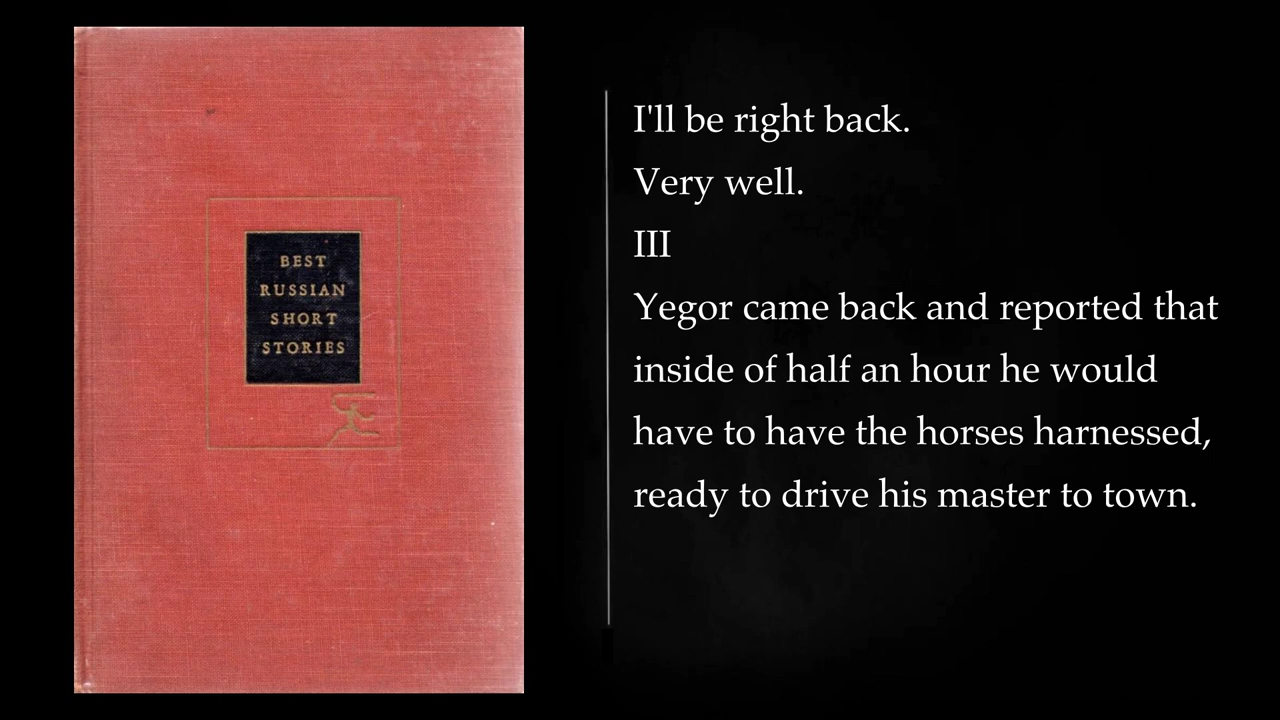 BEST
RUSSIAN
SHORT
STORIES
I'll be right back.
Very well.
III
Yegor came back and reported that
inside of half an hour he would
have to have the horses harnessed,
ready to drive his master to town.